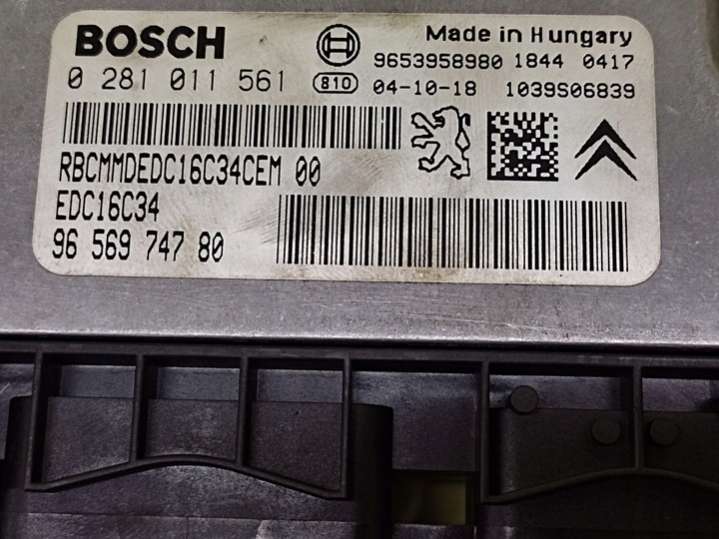 BOSCH
Made in Hungary
9653958980 1844 0417
0 281 011 561
810 04-10-18 1039S06839
RBCMMDEDC16C34CEM 00
EDC16C34
96 569 747 80